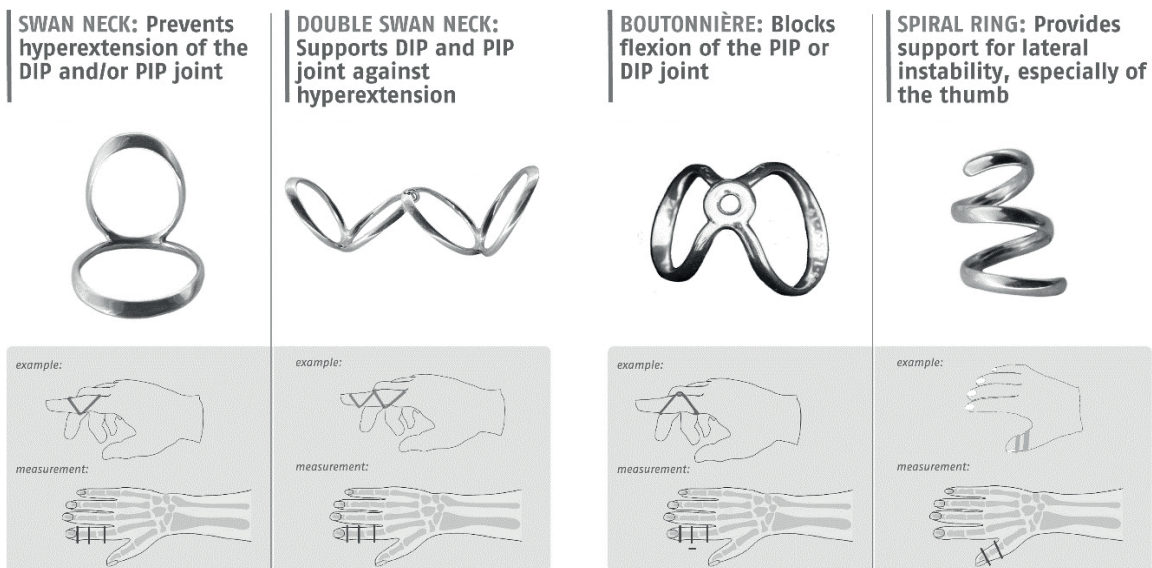 SWAN NECK: Prevents
hyperextension of the
DIP and/or PIP joint
DOUBLE SWAN NECK:
Supports DIP and PIP
joint against
hyperextension
BOUTONNIÈRE: Blocks
flexion of the PIP or
DIP joint
SPIRAL RING: Provides
support for lateral
instability, especially of
the thumb
example:
example:
example:
example:
measurement:
measurement:
measurement:
measurement: